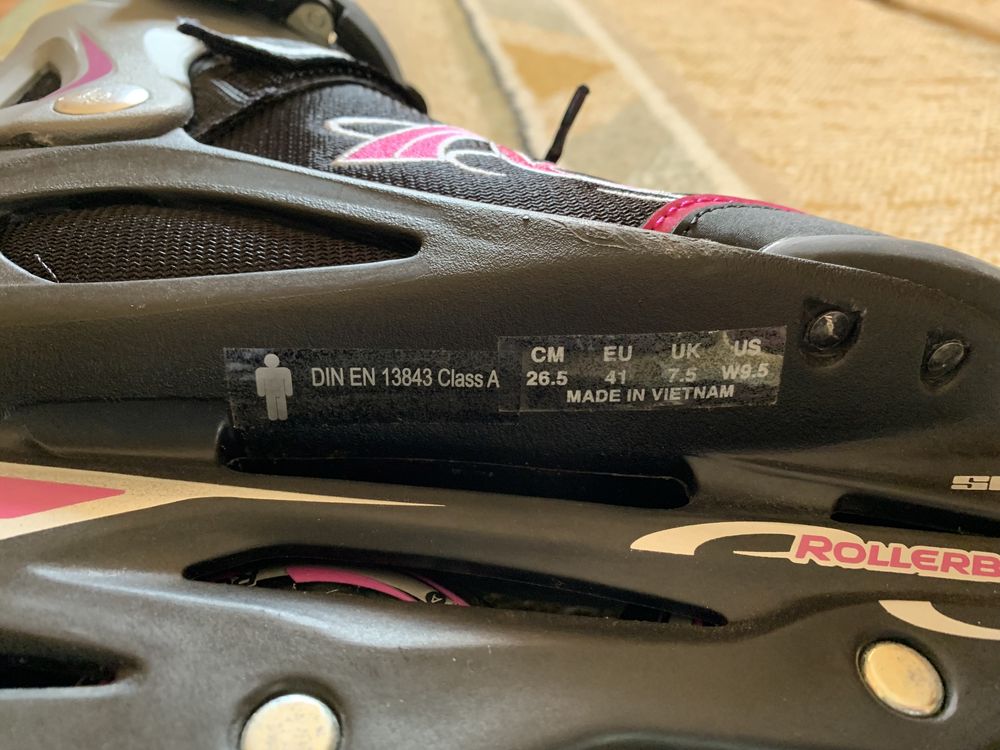 DIN EN 13843 Class A
CM EU UK US
26.5 41 7.5 W9.5
MADE IN VIETNAM
ROLLERB